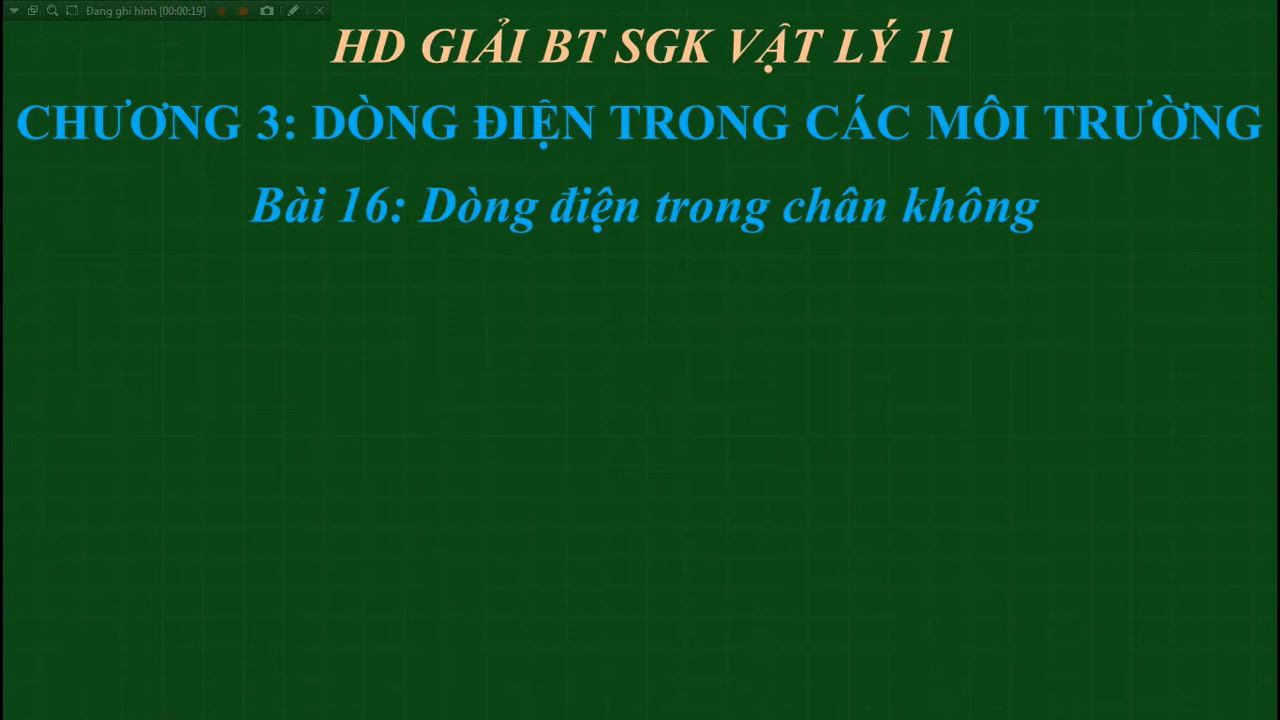 Đang ghi hình [00:00:19]
HD GIẢI BT SGK VẬT LÝ 11
CHƯƠNG 3: DÒNG ĐIỆN TRONG CÁC MÔI TRƯỜNG
Bài 16: Dòng điện trong chân không